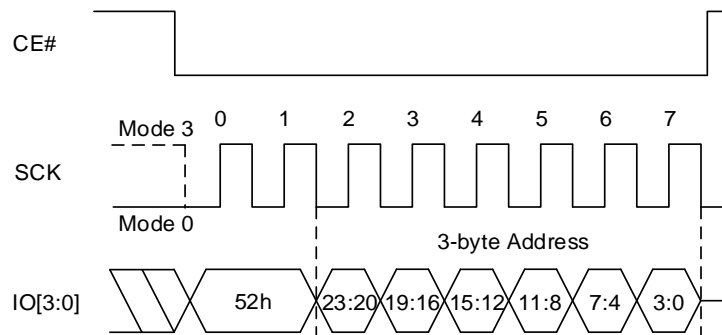 CE#
Mode 3 0 1 2 3 4 5 6 7
SCK
Mode 0
3-byte Address
IO[3:0] 52h 23:20 19:16 15:12 11:8 7:4 3:0